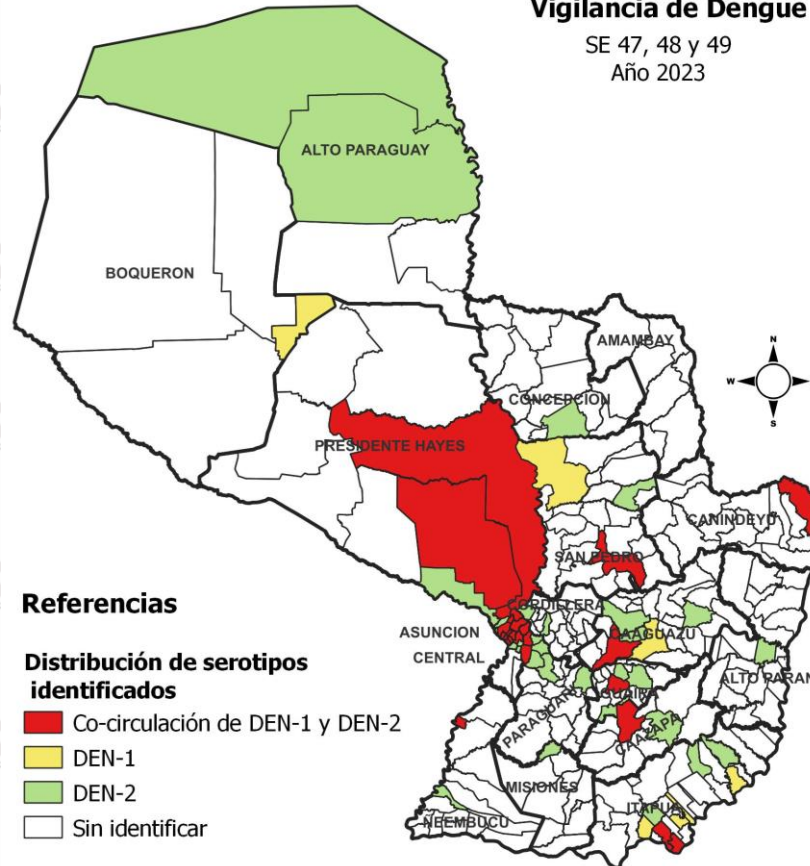 Vigilancia de Dengue
SE 47, 48 y 49
Año 2023
ALTO PARAGUAY
BOQUERON
AMAMBAY
N
W
S
CONCEPCION
PRESIDENTE HAYES
CANINDEYU
SAN PEDRO
Referencias
CORDILLERA
ASUNCION
CAAGUAZU
CENTRAL
Distribución de serotipos
identificados
ALTO PARAN
GUAIRA
Co-circulación de DEN-1 y DEN-2
PARAGUARI
CAAZAPA
DEN-1
DEN-2
MISIONES
ITAPUA
ÑEEMBUCU
Sin identificar